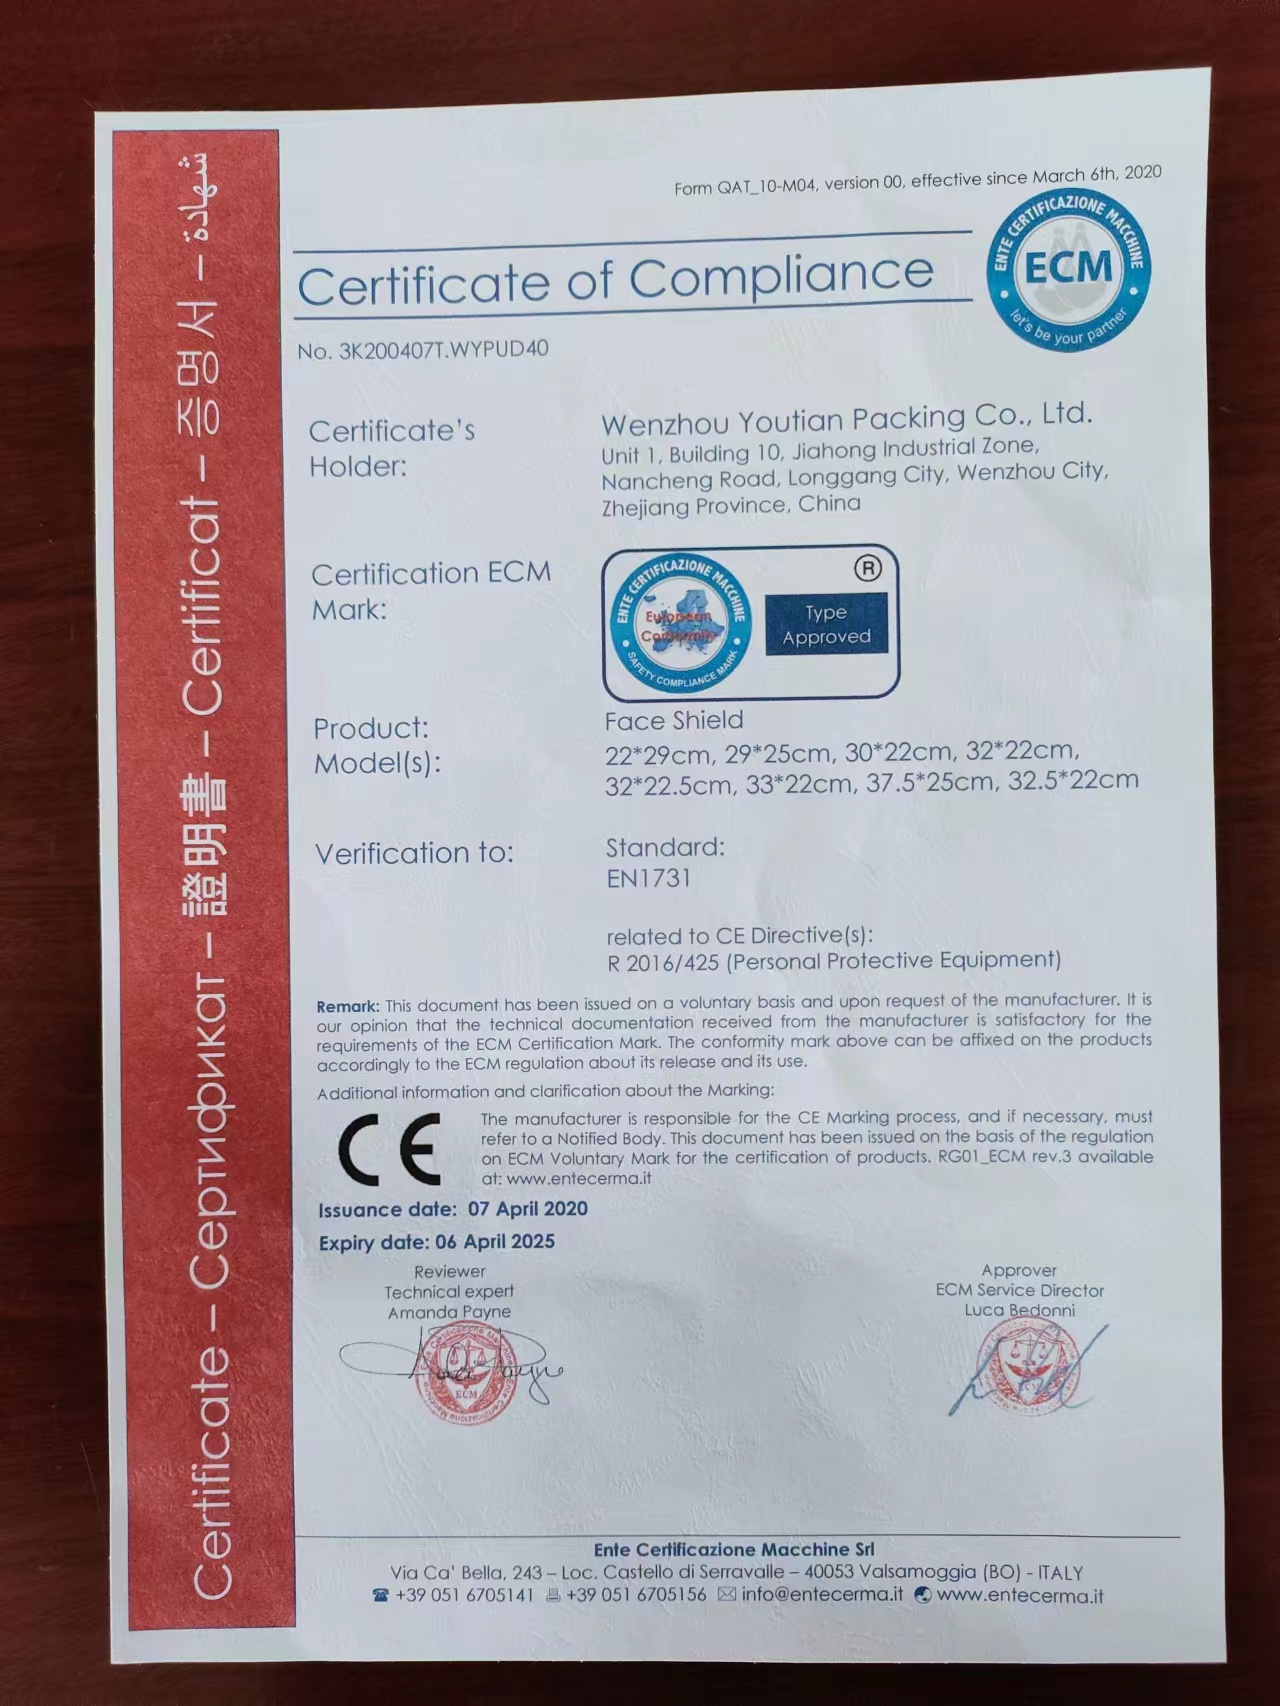 Certificate – Сертификат – 證明書 – Certificat – 증명서 – شهادة
Form QAT_10-M04, version 00, effective since March 6th, 2020
ENTE CERTIFICAZIONE MACCHINE
ECM
let's be your partner
Certificate of Compliance
No. 3K200407T.WYPUD40
Certificate's
Holder:
Wenzhou Youtian Packing Co., Ltd.
Unit 1, Building 10, Jiahong Industrial Zone,
Nancheng Road, Longgang City, Wenzhou City,
Zhejiang Province, China
Certification ECM
Mark:
ENTE CERTIFICAZIONE MACCHINE
European
Conformity
SAFETY COMPLIANCE MARK
®
Type
Approved
Product:
Face Shield
Model(s):
22*29cm, 29*25cm, 30*22cm, 32*22cm,
32*22.5cm, 33*22cm, 37.5*25cm, 32.5*22cm
Verification to:
Standard:
EN1731
related to CE Directive(s):
R 2016/425 (Personal Protective Equipment)
Remark: This document has been issued on a voluntary basis and upon request of the manufacturer. It is
our opinion that the technical documentation received from the manufacturer is satisfactory for the
requirements of the ECM Certification Mark. The conformity mark above can be affixed on the products
accordingly to the ECM regulation about its release and its use.
Additional information and clarification about the Marking:
CE
The manufacturer is responsible for the CE Marking process, and if necessary, must
refer to a Notified Body. This document has been issued on the basis of the regulation
on ECM Voluntary Mark for the certification of products. RG01_ECM rev.3 available
at: www.entecerma.it
Issuance date: 07 April 2020
Expiry date: 06 April 2025
Reviewer
Technical expert
Amanda Payne
Approver
ECM Service Director
Luca Bedonni
Ente Certificazione Macchine
ECM
Ente Certificazione Macchine Srl
Via Ca' Bella, 243 – Loc. Castello di Serravalle – 40053 Valsamoggia (BO) - ITALY
+39 051 6705141 +39 051 6705156 info@entecerma.it www.entecerma.it